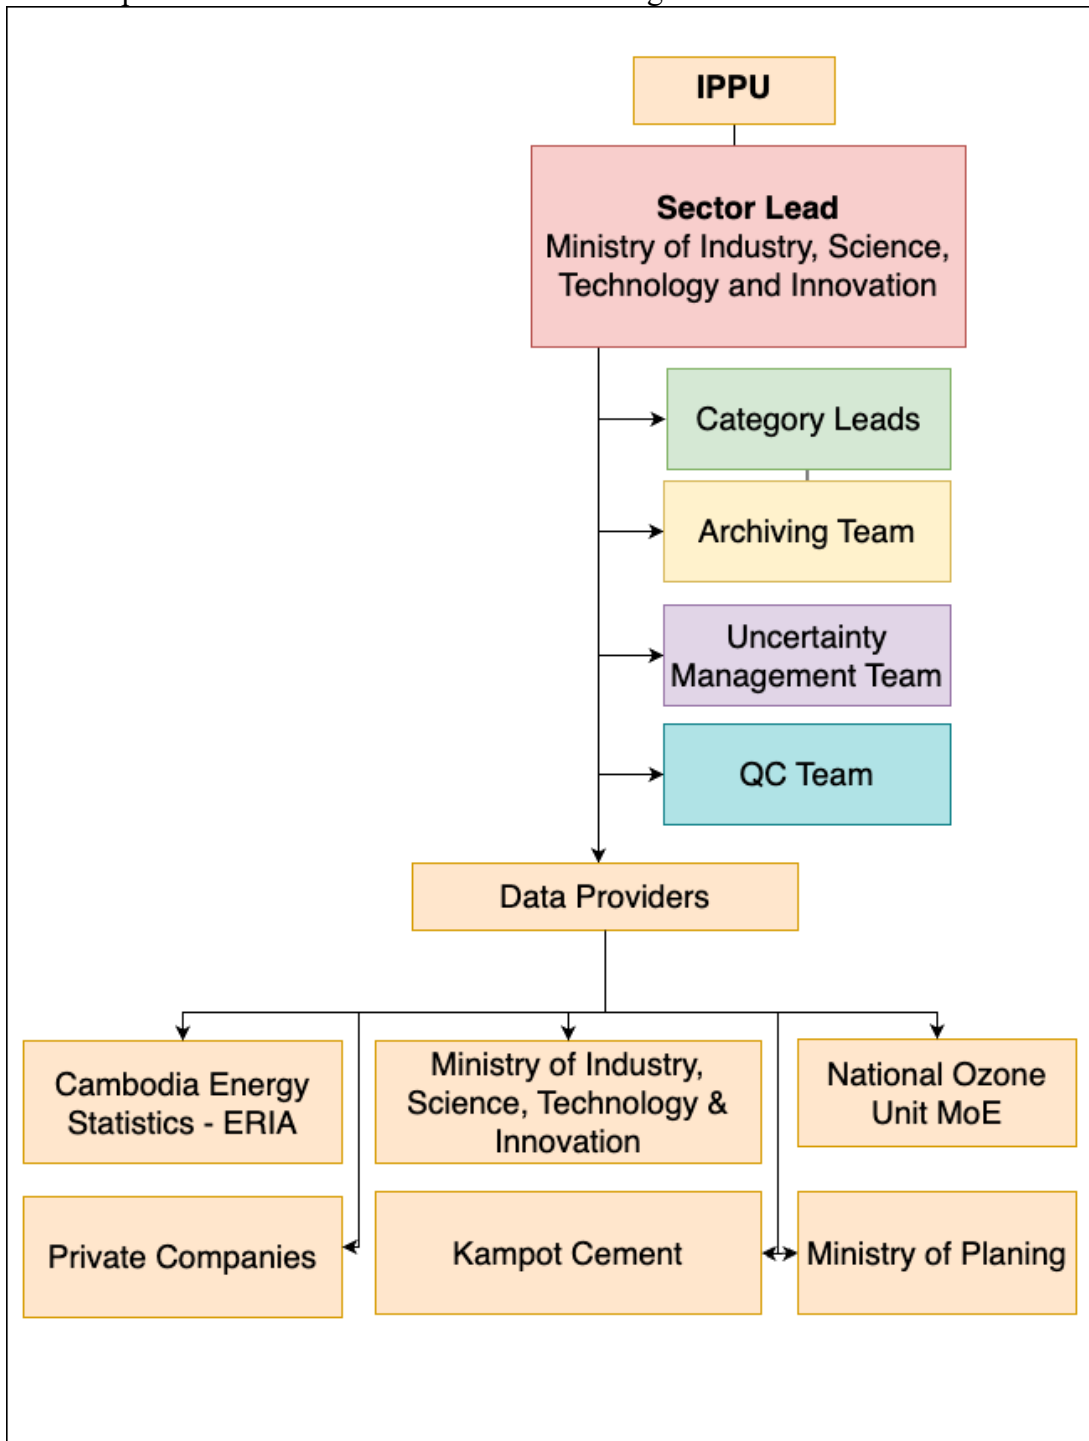 IPPU
Sector Lead
Ministry of Industry, Science,
Technology and Innovation
Category Leads
Archiving Team
Uncertainty
Management Team
QC Team
Data Providers
Cambodia Energy
Statistics - ERIA
Ministry of Industry,
Science, Technology &
Innovation
National Ozone
Unit MoE
Private Companies
Kampot Cement
Ministry of Planing